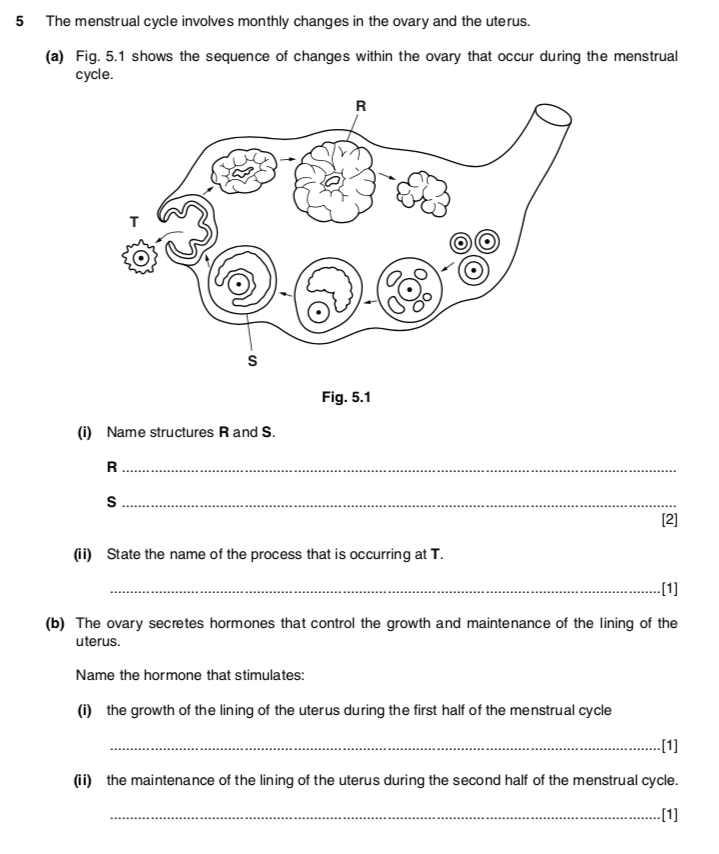 5 The menstrual cycle involves monthly changes in the ovary and the uterus.
(a) Fig. 5.1 shows the sequence of changes within the ovary that occur during the menstrual
cycle.
R
T
S
Fig. 5.1
(i) Name structures R and S.
R ..........................................................................................................................................
S ..........................................................................................................................................
[2]
(ii) State the name of the process that is occurring at T.
..........................................................................................................................................[1]
(b) The ovary secretes hormones that control the growth and maintenance of the lining of the
uterus.
Name the hormone that stimulates:
(i) the growth of the lining of the uterus during the first half of the menstrual cycle
..........................................................................................................................................[1]
(ii) the maintenance of the lining of the uterus during the second half of the menstrual cycle.
..........................................................................................................................................[1]